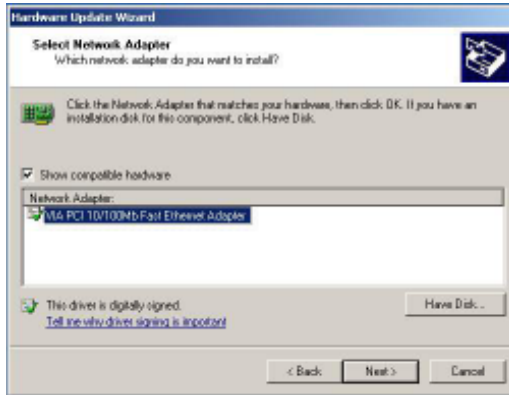 Hardware Update Wizard
Select Network Adapter
Which network adapter do you want to install?
Click the Network Adapter that matches your hardware, then click OK. If you have an
installation disk for this component, click Have Disk.
Show compatible hardware
Network Adapter:
VIA PCI 10/100Mb Fast Ethernet Adapter
This driver is digitally signed.
Have Disk...
Tell me why driver signing is important
< Back
Next >
Cancel